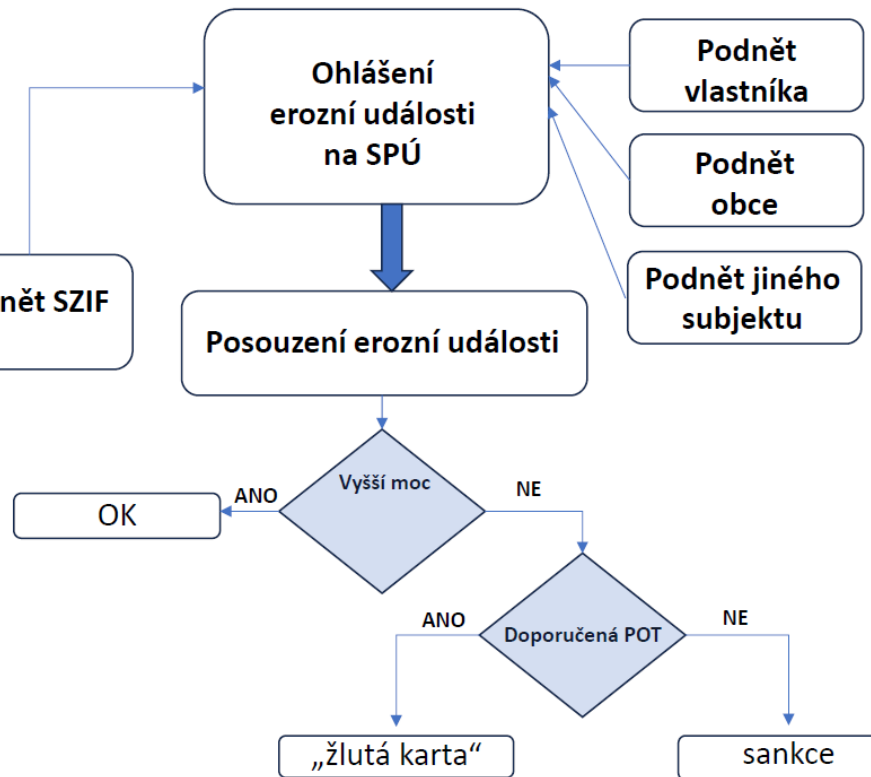 Ohlášení
erozní události
na SPÚ
Podnět
vlastníka
Podnět
obce
Podnět jiného
subjektu
nět SZIF
Posouzení erozní události
Vyšší moc
ANO
NE
OK
Doporučená POT
ANO
NE
„žlutá karta“
sankce